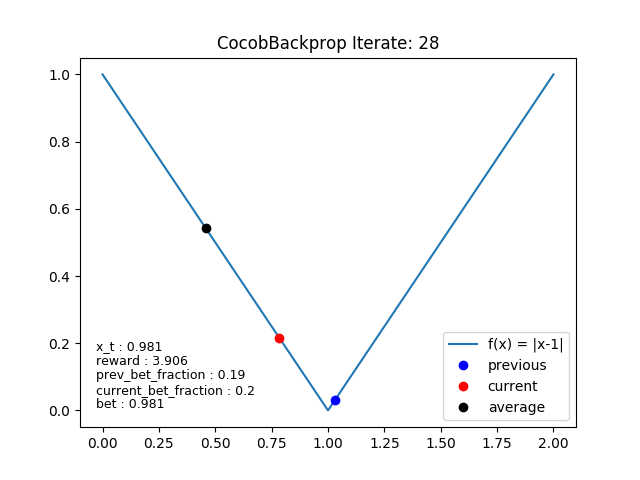 CocobBackprop Iterate: 28
1.0
0.8
0.6
0.4
0.2
0.0
x_t : 0.981
reward : 3.906
prev_bet_fraction : 0.19
current_bet_fraction : 0.2
bet : 0.981
f(x) = |x-1|
previous
current
average
0.00 0.25 0.50 0.75 1.00 1.25 1.50 1.75 2.00